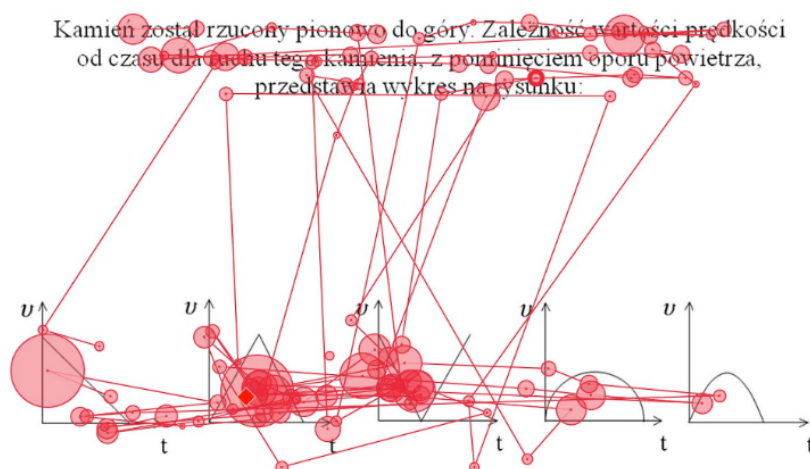 Kamień został rzucony pionowo do góry. Zależność wartości prędkości
od czasu dla ruchu tego kamienia, z pominięciem oporu powietrza,
przedstawia wykres na rysunku:
υ υ υ υ υ
t t t t t